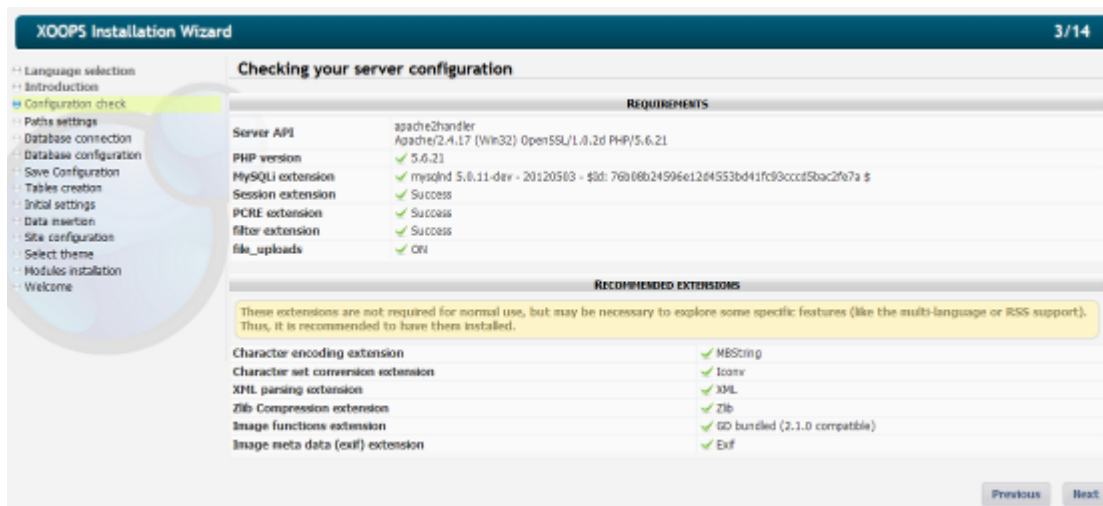 XOOPS Installation Wizard 3/14
Language selection
Introduction
Configuration check
Paths settings
Database connection
Database configuration
Save Configuration
Tables creation
Initial settings
Data insertion
Site configuration
Select theme
Modules installation
Welcome
Checking your server configuration
REQUIREMENTS
Server API apache2handler
Apache/2.4.17 (Win32) OpenSSL/1.0.2d PHP/5.6.21
PHP version 5.6.21
MySQLi extension mysqlnd 5.0.11-dev - 20120503 - $Id: 76b08b24596e12d4553bd41fc93cccd5bac2fe7a $
Session extension Success
PCRE extension Success
filter extension Success
file_uploads ON
RECOMMENDED EXTENSIONS
These extensions are not required for normal use, but may be necessary to explore some specific features (like the multi-language or RSS support).
Thus, it is recommended to have them installed.
Character encoding extension MBString
Character set conversion extension Iconv
XML parsing extension XML
Zlib Compression extension Zlib
Image functions extension GD bundled (2.1.0 compatible)
Image meta data (exif) extension Exif
Previous Next